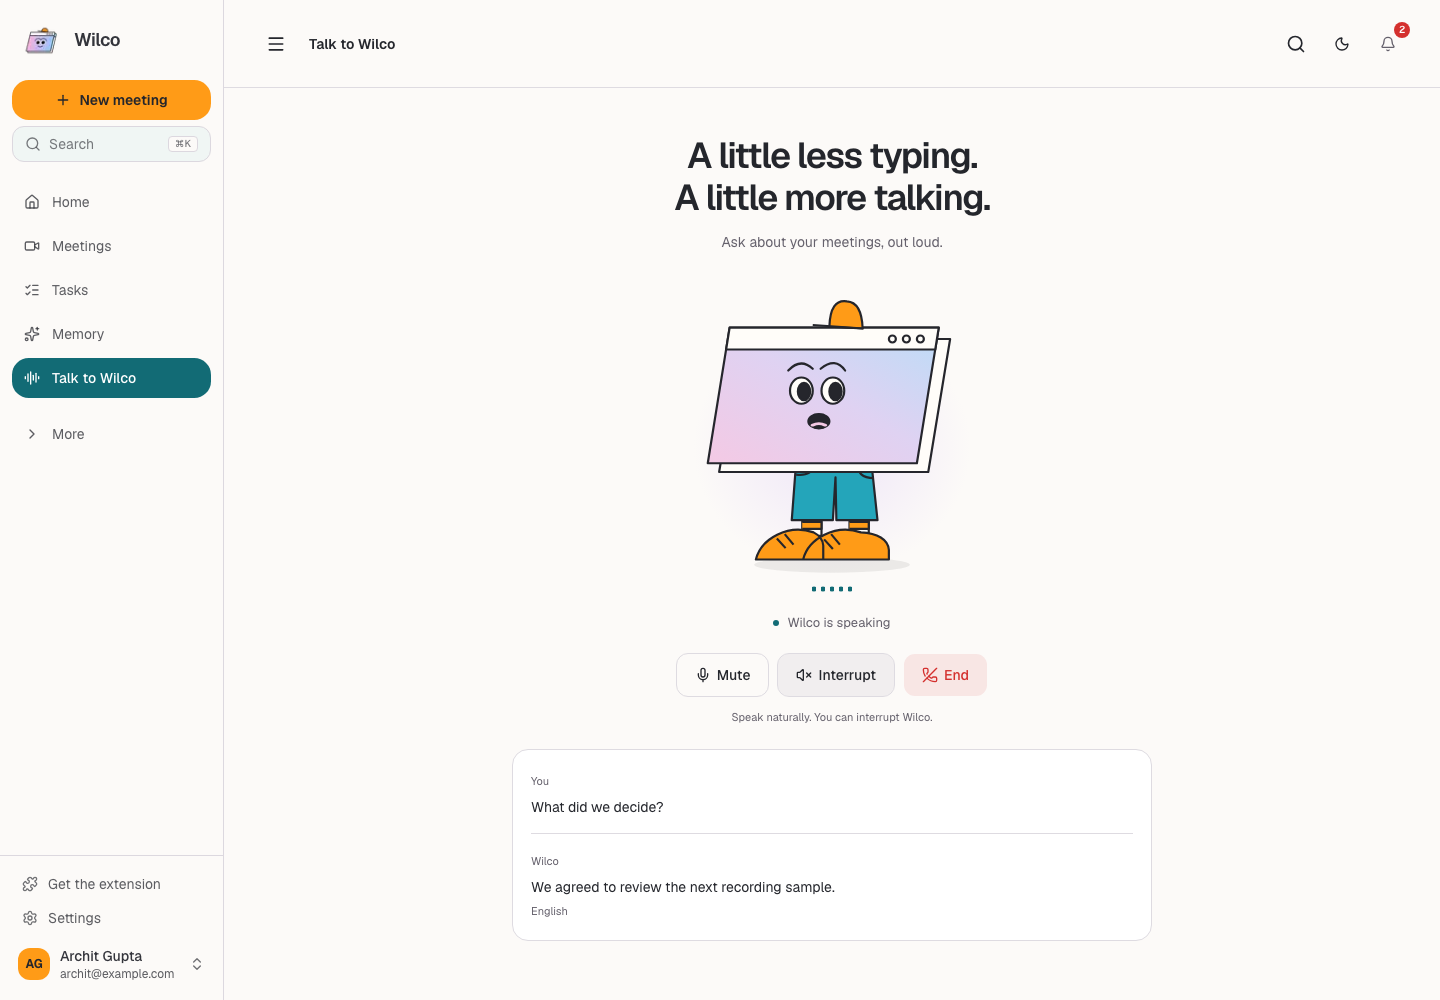 Wilco
New meeting
Search
⌘K
Home
Meetings
Tasks
Memory
Talk to Wilco
More
Get the extension
Settings
AG
Archit Gupta
archit@example.com
Talk to Wilco
2
A little less typing.
A little more talking.
Ask about your meetings, out loud.
Wilco is speaking
Mute
Interrupt
End
Speak naturally. You can interrupt Wilco.
You
What did we decide?
Wilco
We agreed to review the next recording sample.
English